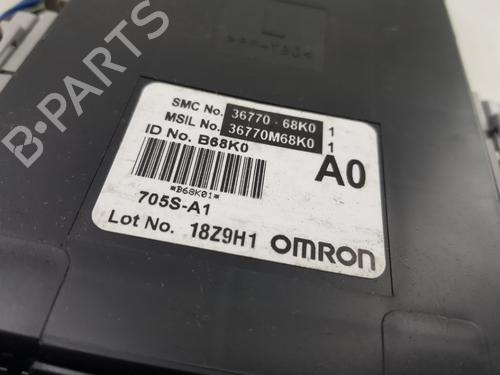 SMC No. 36770-68K0 1
MSIL No. 36770M68K0 1
ID No. B68K0
A0
*B68K01*
705S-A1
Lot No. 18Z9H1 OMRON
B PARTS